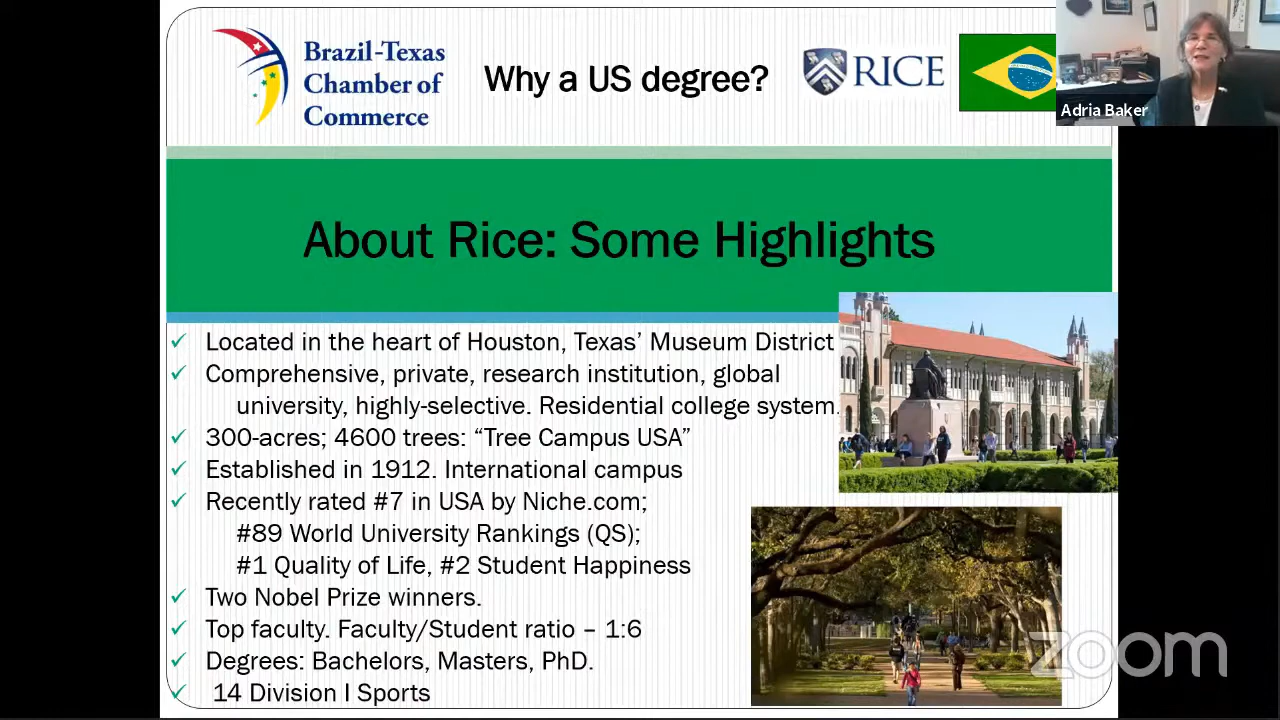 Brazil-Texas
Chamber of
Commerce
Why a US degree?
RICE
Adria Baker
About Rice: Some Highlights
✓ Located in the heart of Houston, Texas’ Museum District
✓ Comprehensive, private, research institution, global
university, highly-selective. Residential college system.
✓ 300-acres; 4600 trees: “Tree Campus USA”
✓ Established in 1912. International campus
✓ Recently rated #7 in USA by Niche.com;
#89 World University Rankings (QS);
#1 Quality of Life, #2 Student Happiness
✓ Two Nobel Prize winners.
✓ Top faculty. Faculty/Student ratio – 1:6
✓ Degrees: Bachelors, Masters, PhD.
✓ 14 Division I Sports
zoom